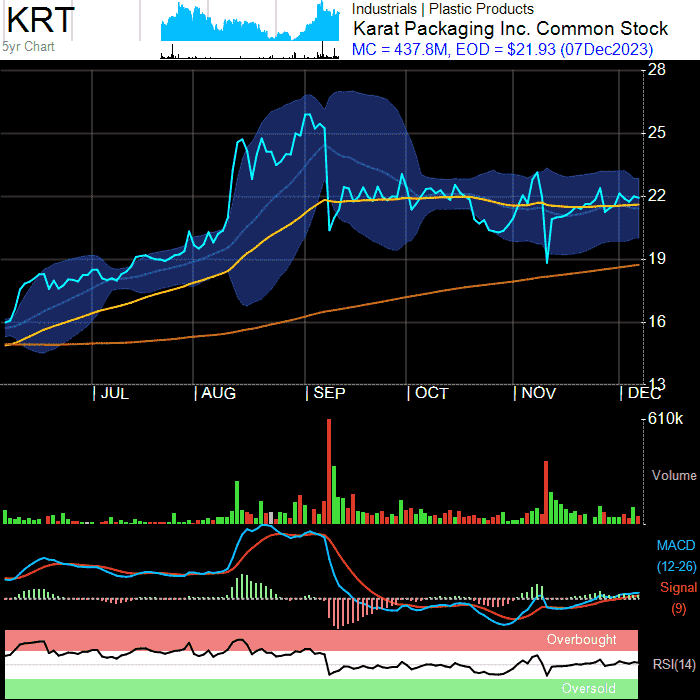 KRT
5yr Chart
Industrials | Plastic Products
Karat Packaging Inc. Common Stock
MC = 437.8M, EOD = $21.93 (07Dec2023)
28
25
22
19
16
13
JUL
AUG
SEP
OCT
NOV
DEC
610k
Volume
MACD
(12-26)
Signal
(9)
Overbought
RSI(14)
Oversold